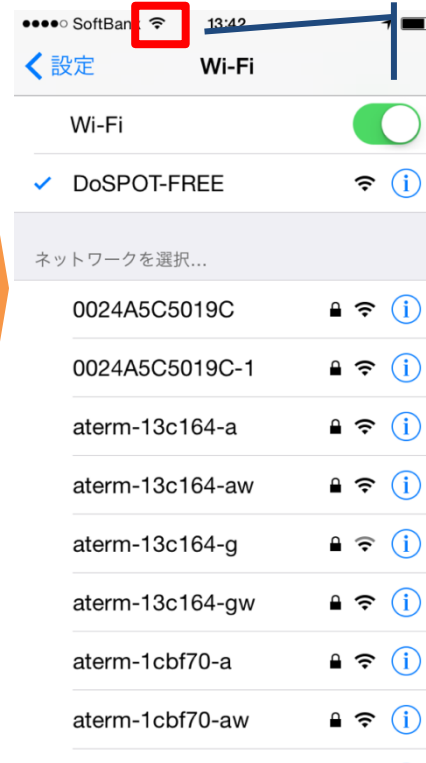 SoftBank 13:42
設定 Wi-Fi
Wi-Fi
DoSPOT-FREE
ネットワークを選択...
0024A5C5019C
0024A5C5019C-1
aterm-13c164-a
aterm-13c164-aw
aterm-13c164-g
aterm-13c164-gw
aterm-1cbf70-a
aterm-1cbf70-aw